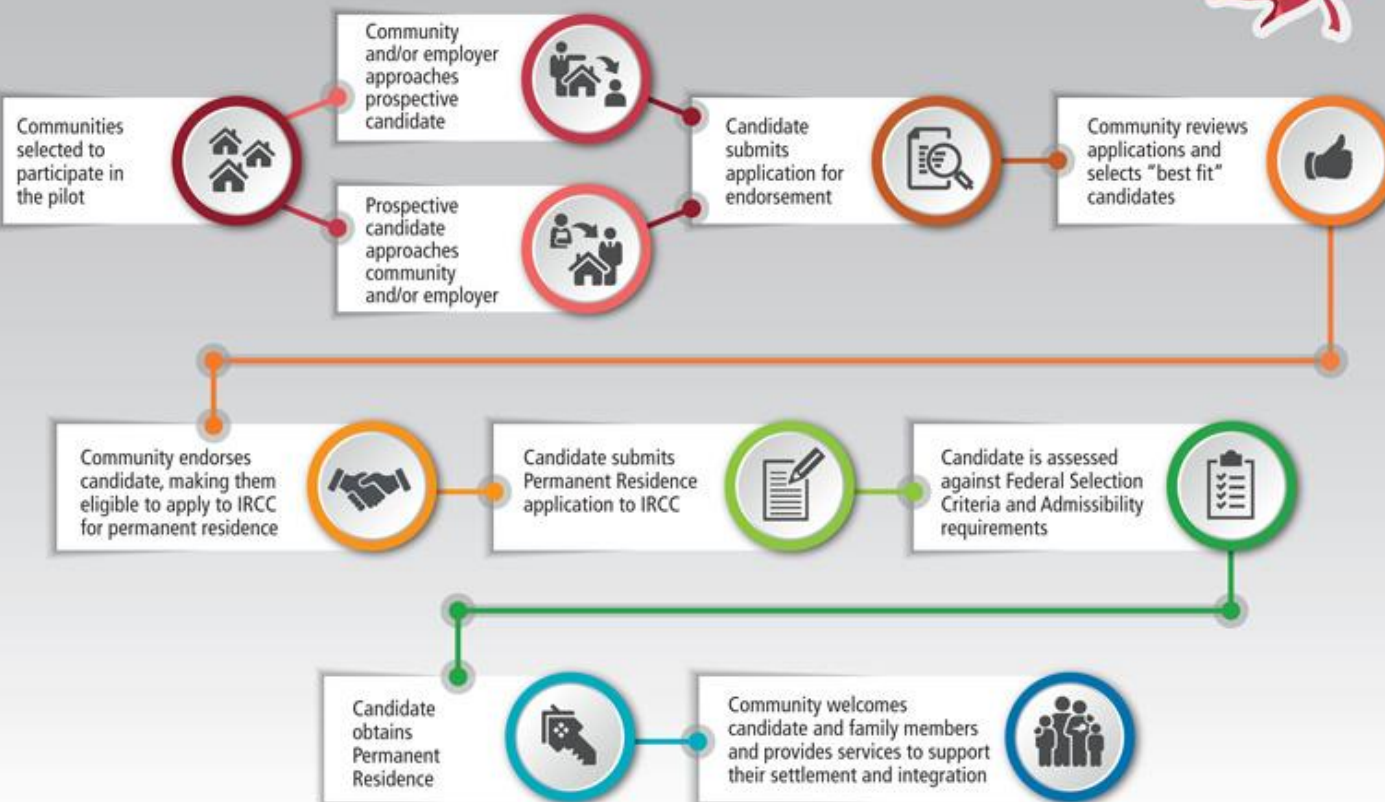 Communities
selected to
participate in
the pilot
Community
and/or employer
approaches
prospective
candidate
Prospective
candidate
approaches
community
and/or employer
Candidate
submits
application for
endorsement
Community reviews
applications and
selects “best fit”
candidates
Community endorses
candidate, making them
eligible to apply to IRCC
for permanent residence
Candidate submits
Permanent Residence
application to IRCC
Candidate is assessed
against Federal Selection
Criteria and Admissibility
requirements
Candidate
obtains
Permanent
Residence
Community welcomes
candidate and family members
and provides services to support
their settlement and integration